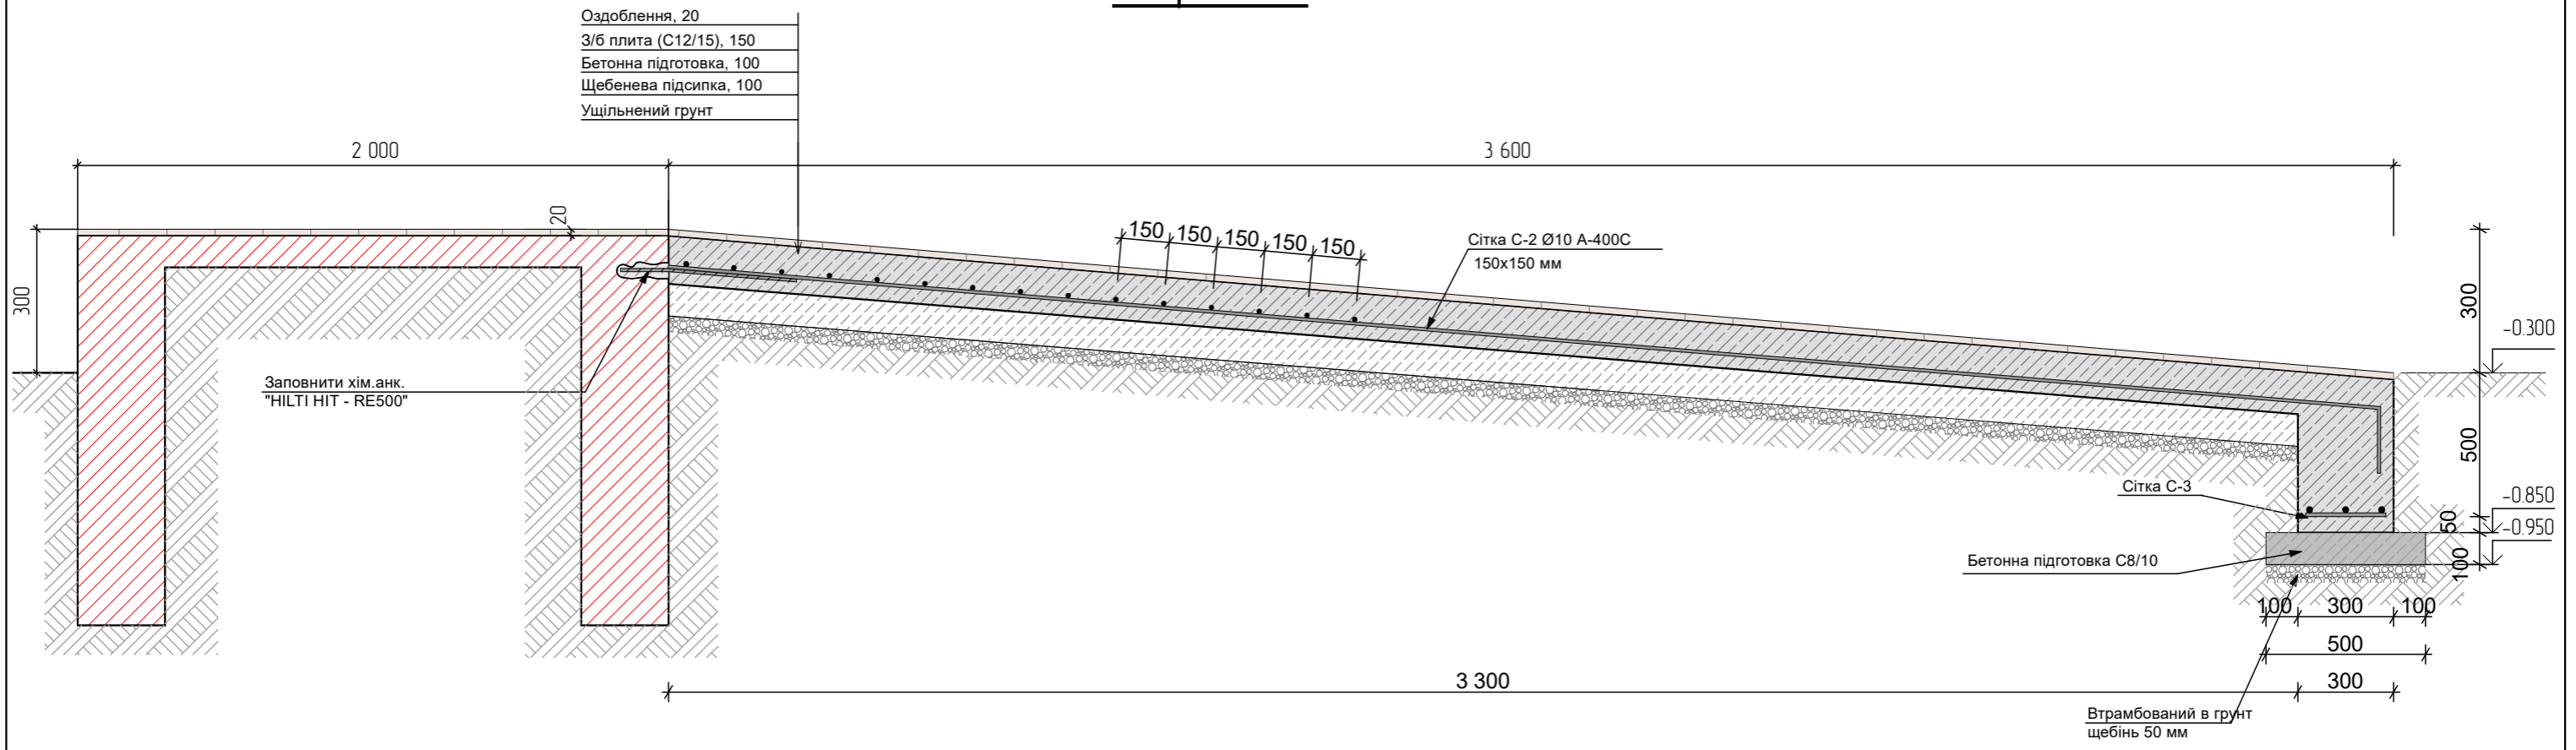 Оздоблення, 20
З/б плита (С12/15), 150
Бетонна підготовка, 100
Щебенева підсипка, 100
Ущільнений грунт
2 000
3 600
20
300
150 150 150 150 150
Сітка С-2 Ø10 А-400С
150х150 мм
300
-0.300
Заповнити хім.анк.
"HILTI HIT - RE500"
500
Сітка С-3
-0.850
50
-0.950
Бетонна підготовка С8/10
100
100 300 100
500
3 300
300
Втрамбований в грунт
щебінь 50 мм